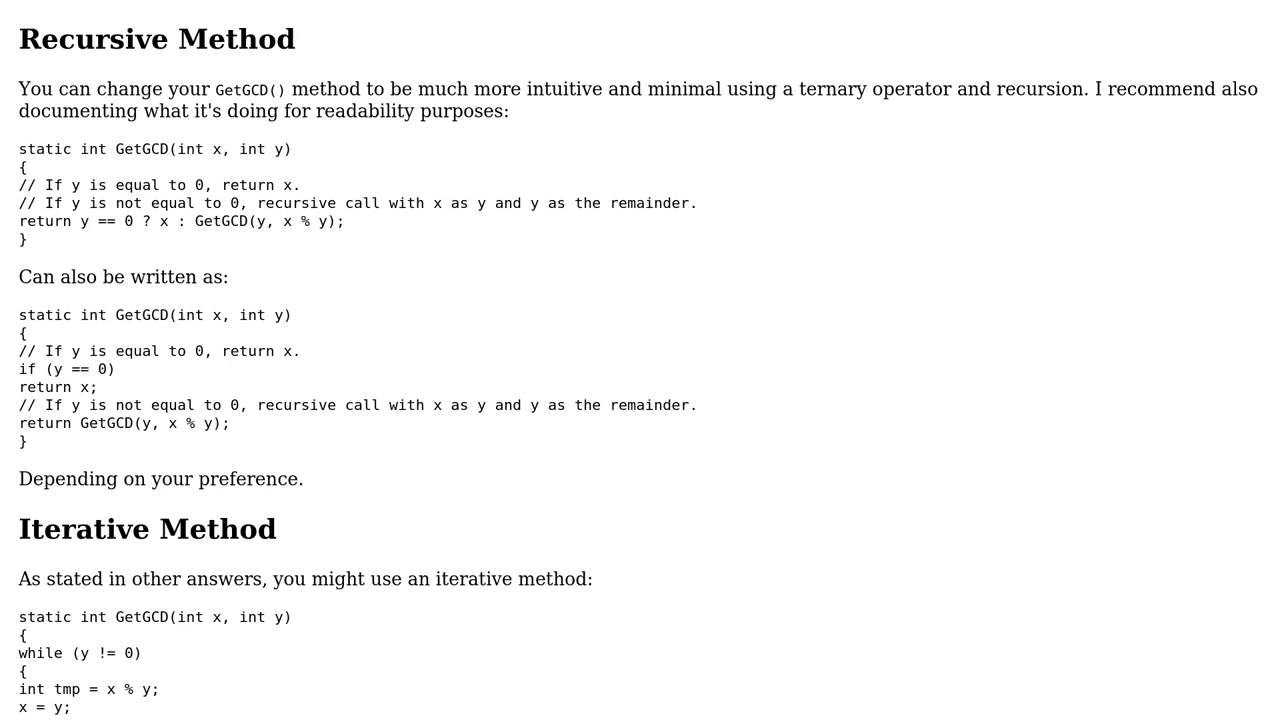 Recursive Method
You can change your GetGCD() method to be much more intuitive and minimal using a ternary operator and recursion. I recommend also
documenting what it's doing for readability purposes:
static int GetGCD(int x, int y)
{
// If y is equal to 0, return x.
// If y is not equal to 0, recursive call with x as y and y as the remainder.
return y == 0 ? x : GetGCD(y, x % y);
}
Can also be written as:
static int GetGCD(int x, int y)
{
// If y is equal to 0, return x.
if (y == 0)
return x;
// If y is not equal to 0, recursive call with x as y and y as the remainder.
return GetGCD(y, x % y);
}
Depending on your preference.
Iterative Method
As stated in other answers, you might use an iterative method:
static int GetGCD(int x, int y)
{
while (y != 0)
{
int tmp = x % y;
x = y;